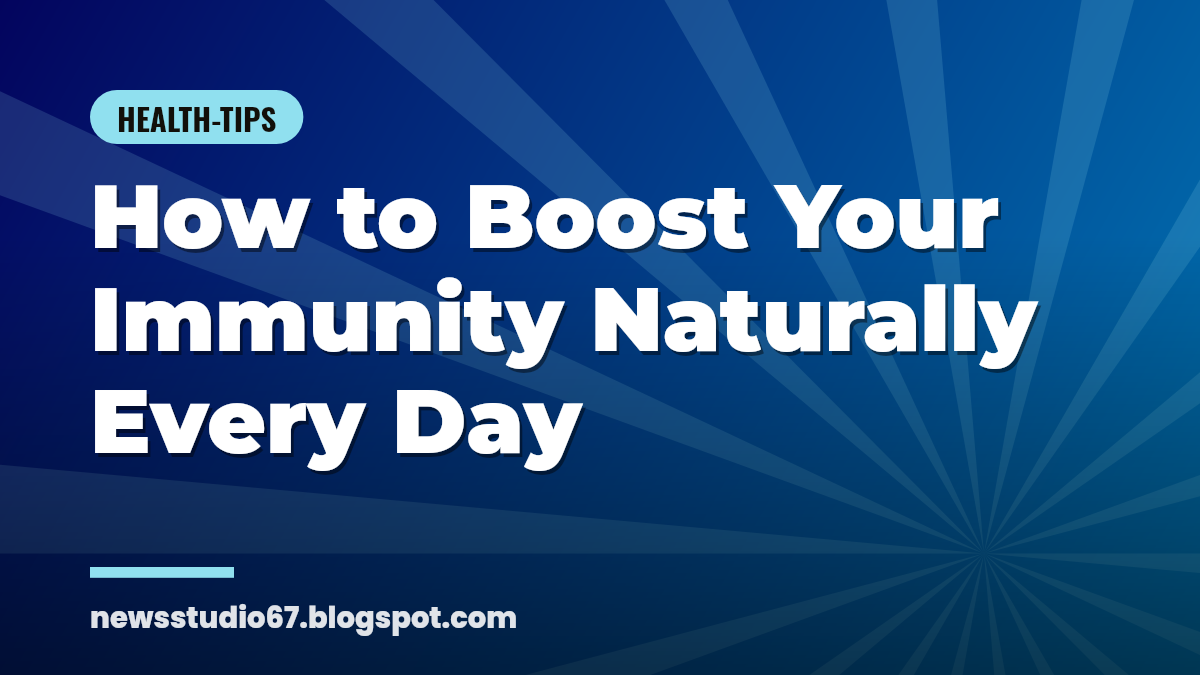 HEALTH-TIPS
How to Boost Your
Immunity Naturally
Every Day
newsstudio67.blogspot.com